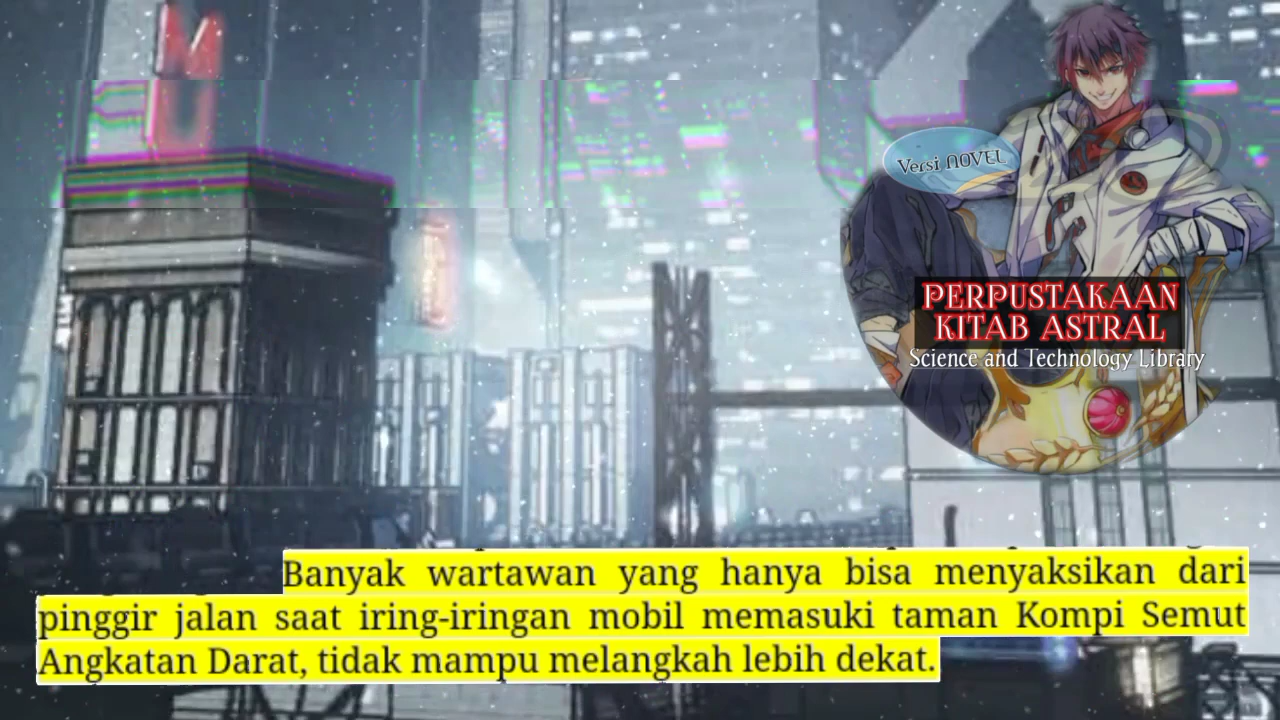 MU
Versi NOVEL
PERPUSTAKAAN
KITAB ASTRAL
Science and Technology Library
Banyak wartawan yang hanya bisa menyaksikan dari
pinggir jalan saat iring-iringan mobil memasuki taman Kompi Semut
Angkatan Darat, tidak mampu melangkah lebih dekat.